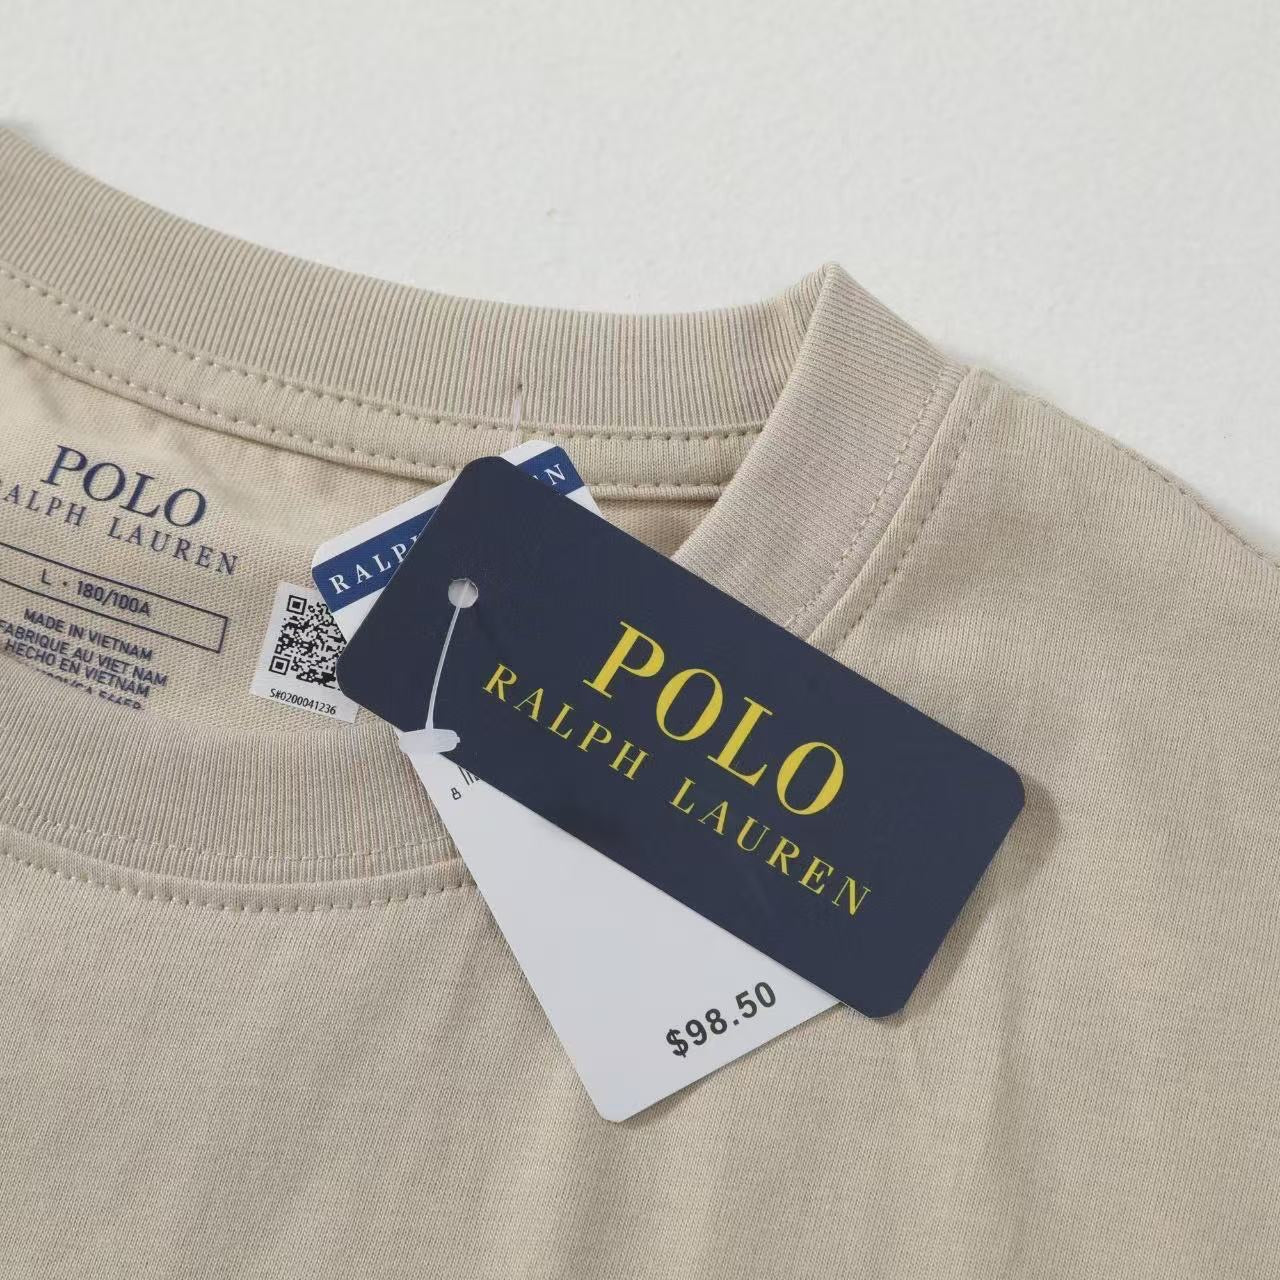 POLO
RALPH LAUREN
L • 180/100A
MADE IN VIETNAM
FABRIQUE AU VIET NAM
HECHO EN VIETNAM
S#0200041236
POLO
RALPH LAUREN
8
$98.50